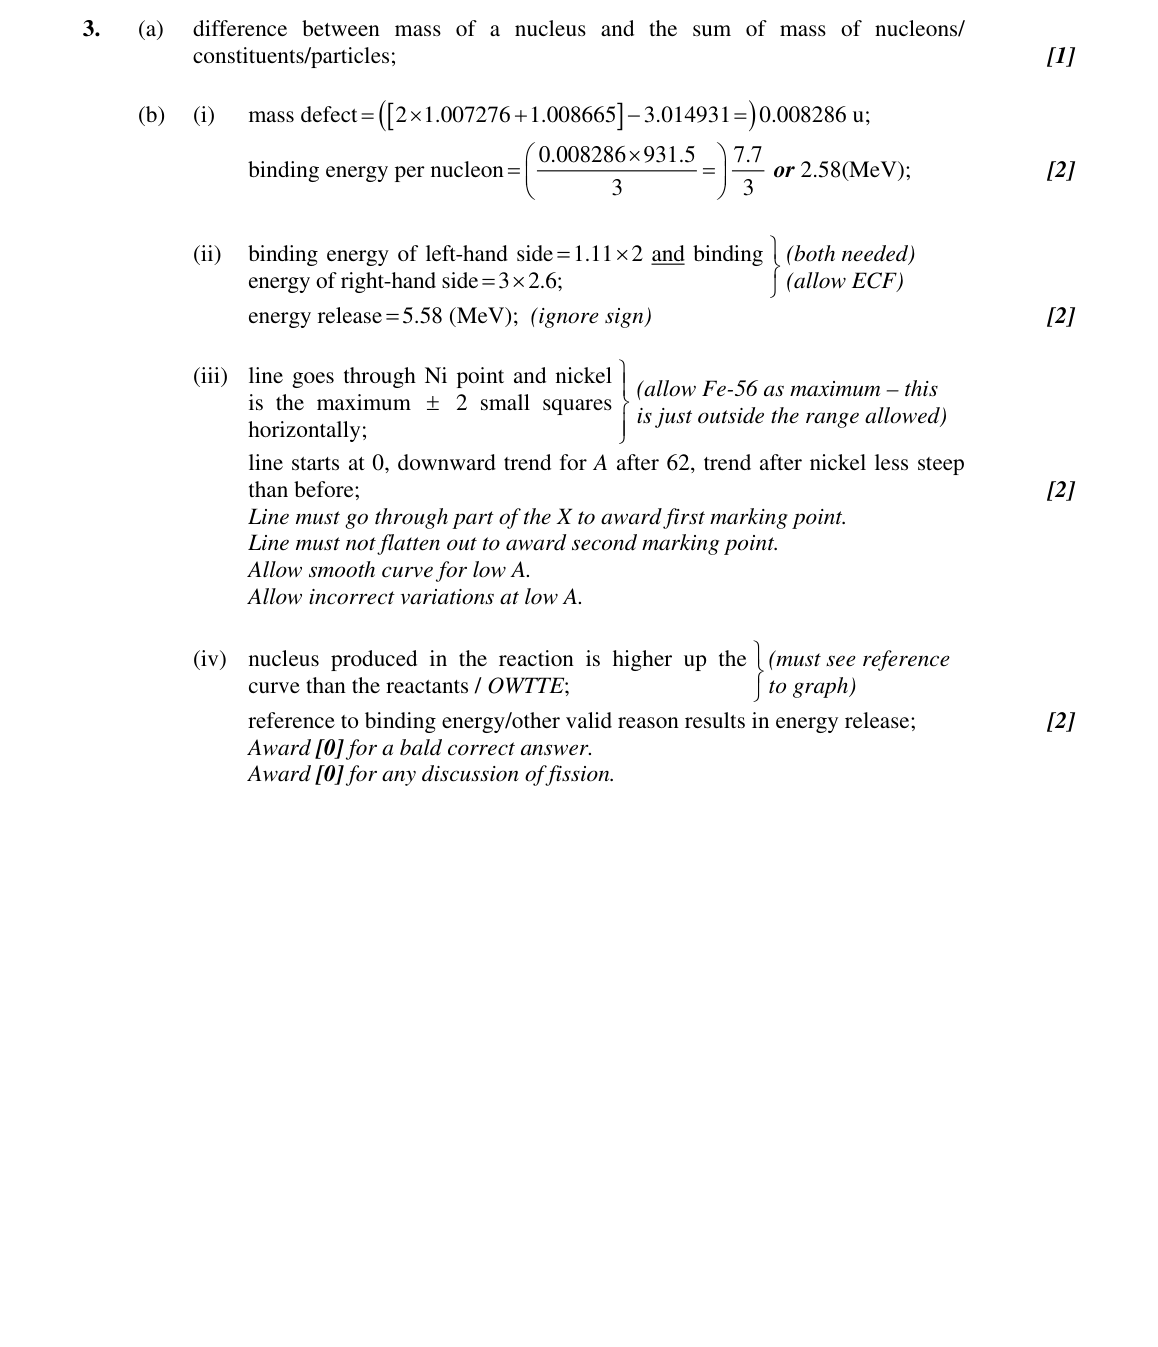 3. (a) difference between mass of a nucleus and the sum of mass of nucleons/
constituents/particles; [1]
(b) (i) mass defect = ([2×1.007276+1.008665]−3.014931=)0.008286 u;
binding energy per nucleon = (0.008286×931.5/3 =) 7.7/3 or 2.58(MeV); [2]
(ii) binding energy of left-hand side = 1.11×2 and binding (both needed)
energy of right-hand side = 3×2.6; (allow ECF)
energy release = 5.58 (MeV); (ignore sign) [2]
(iii) line goes through Ni point and nickel
is the maximum ± 2 small squares
horizontally;
(allow Fe-56 as maximum – this
is just outside the range allowed)
line starts at 0, downward trend for A after 62, trend after nickel less steep
than before; [2]
Line must go through part of the X to award first marking point.
Line must not flatten out to award second marking point.
Allow smooth curve for low A.
Allow incorrect variations at low A.
(iv) nucleus produced in the reaction is higher up the (must see reference
curve than the reactants / OWTTE; to graph)
reference to binding energy/other valid reason results in energy release; [2]
Award [0] for a bald correct answer.
Award [0] for any discussion of fission.